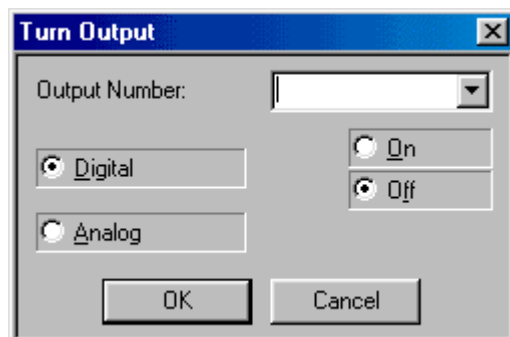 Turn Output
Output Number:
Digital
On
Off
Analog
OK
Cancel